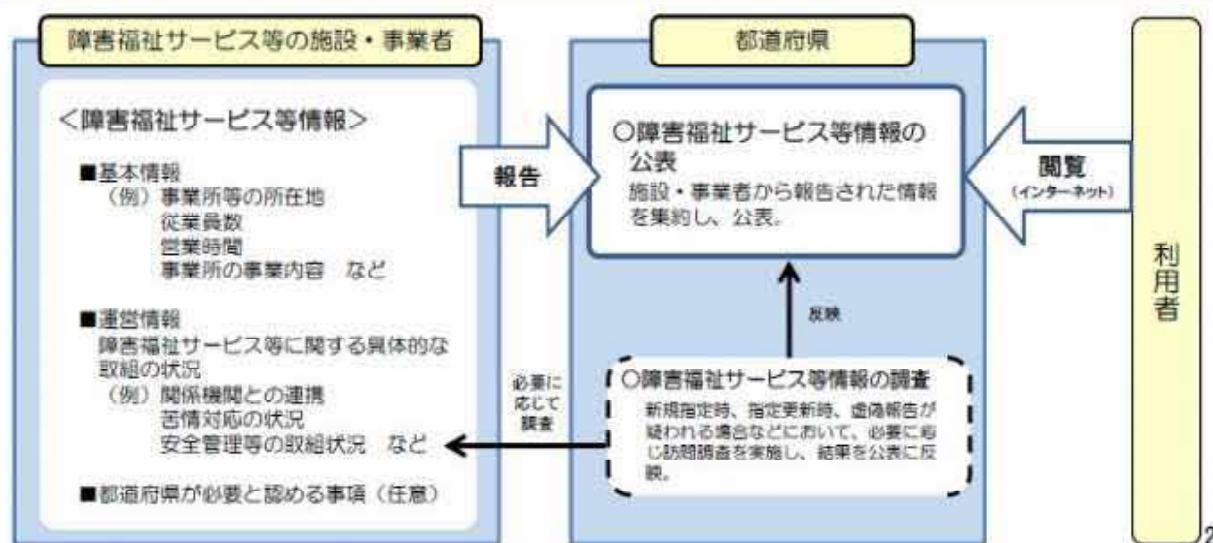 障害福祉サービス等の施設・事業者
＜障害福祉サービス等情報＞
■基本情報
（例）事業所等の所在地
従業員数
営業時間
事業所の事業内容　など
■運営情報
障害福祉サービス等に関する具体的な
取組の状況
（例）関係機関との連携
苦情対応の状況
安全管理等の取組状況　など
■都道府県が必要と認める事項（任意）
報告
必要に
応じて
調査
都道府県
○障害福祉サービス等情報の
公表
施設・事業者から報告された情報
を集約し、公表。
反映
○障害福祉サービス等情報の調査
新規指定時、指定更新時、虚偽報告が
疑われる場合などにおいて、必要に応
じ訪問調査を実施し、結果を公表に反
映。
閲覧
（インターネット）
利用者
2